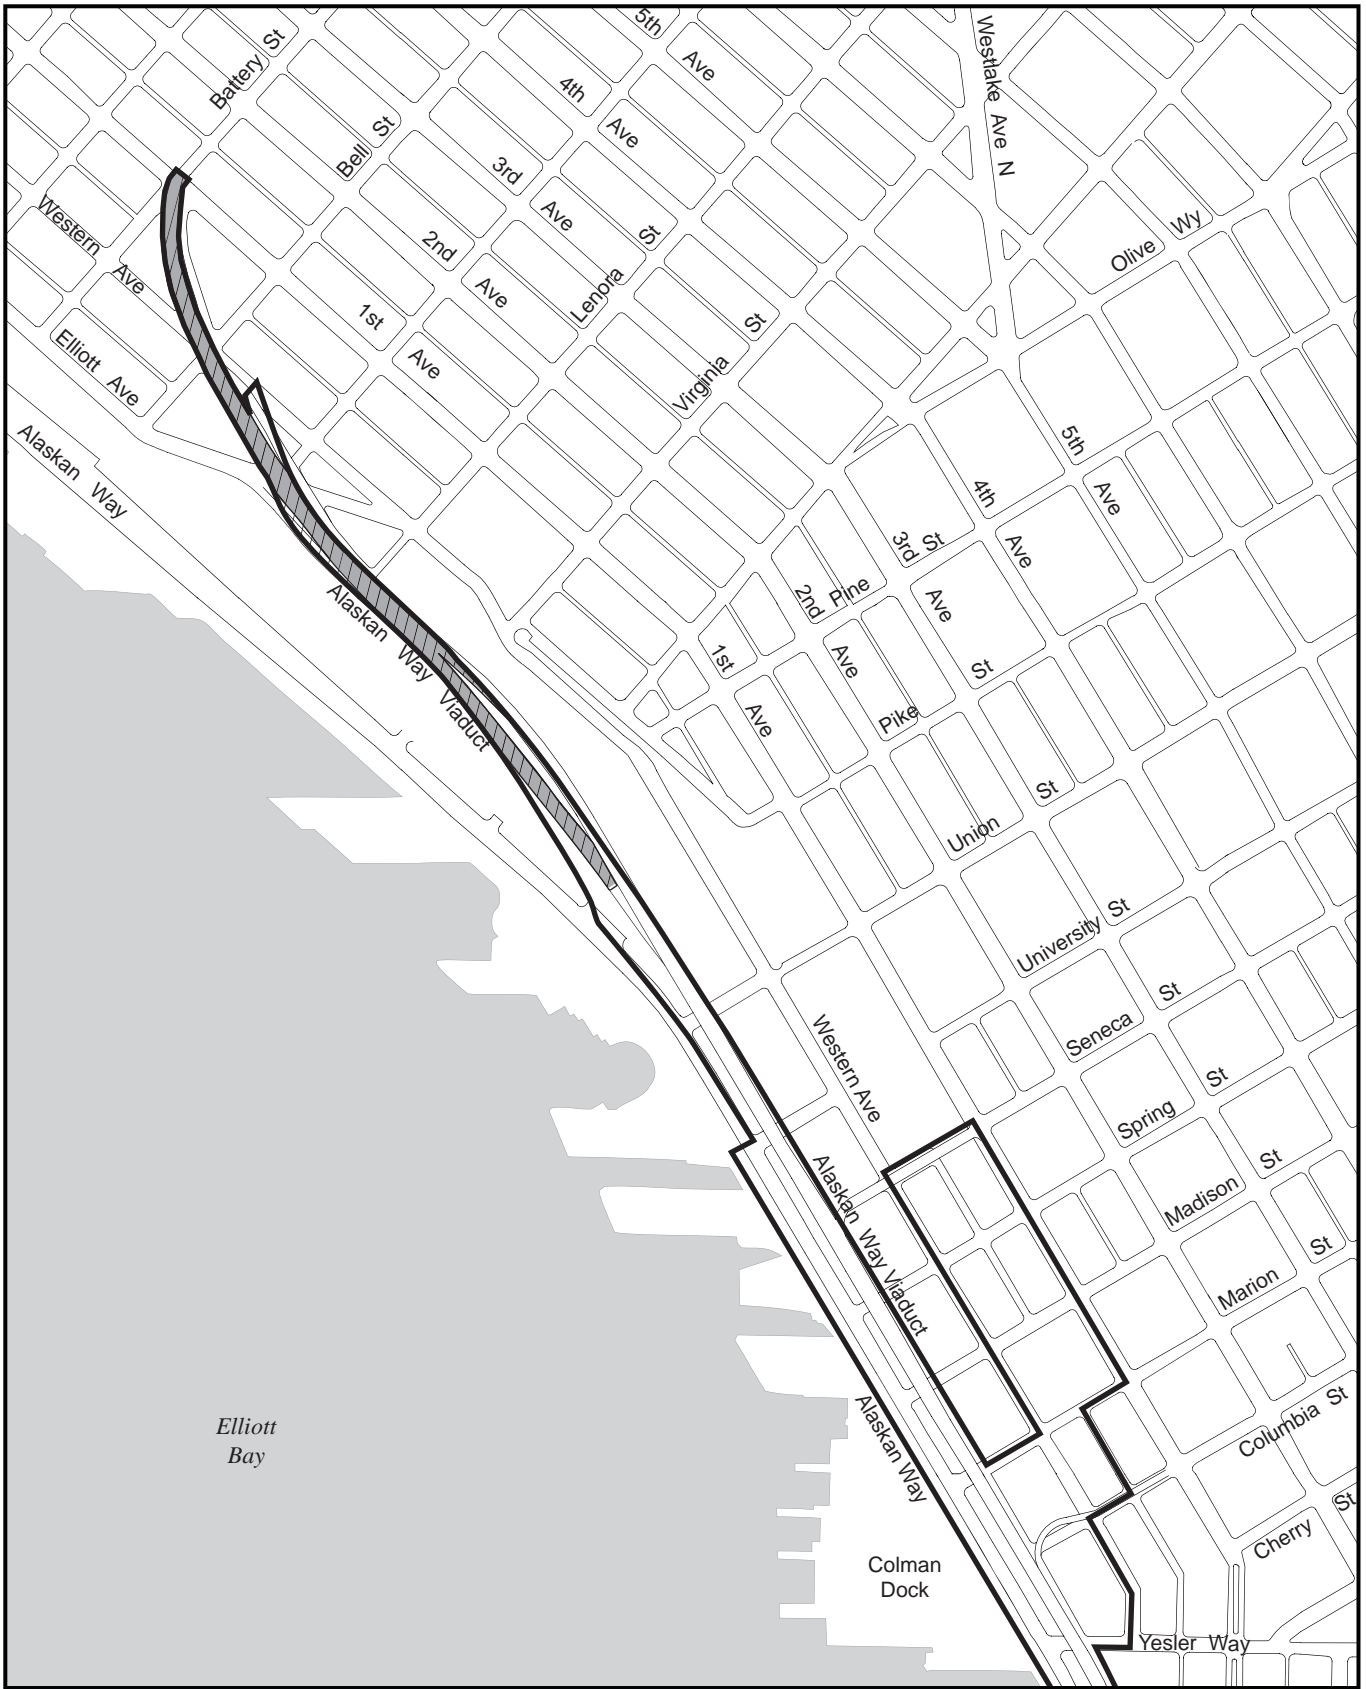 5th
Ave
Westlake Ave N
Battery St
4th
Ave
Bell St
3rd
Ave
Western
Ave
2nd
Ave
Lenora
St
Olive Wy
1st
Ave
Virginia
St
Elliott Ave
Alaskan Way
5th
Ave
4th
Ave
3rd
Ave
St
Pine
2nd
Ave
Alaskan Way Viaduct
1st
Ave
St
Pike
St
Union
St
University
St
Seneca
Western Ave
St
Spring
St
Madison
Alaskan Way Viaduct
St
Marion
Columbia St
Alaskan Way
Elliott
Bay
St
Cherry
Colman
Dock
Yesler Way